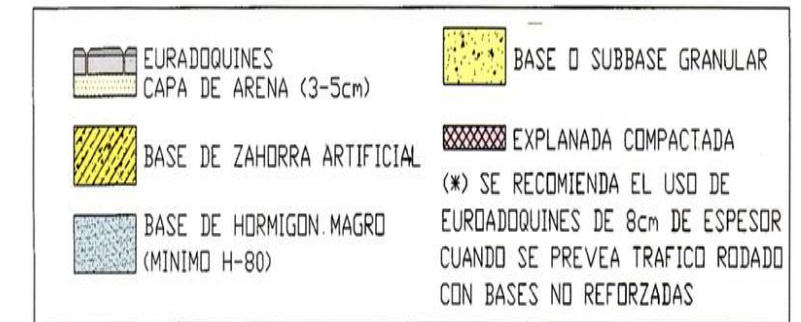 EURADOQUINES
CAPA DE ARENA (3-5cm)
BASE DE ZAHORRA ARTIFICIAL
BASE DE HORMIGON.MAGRO
(MINIMO H-80)
BASE O SUBBASE GRANULAR
EXPLANADA COMPACTADA
(*) SE RECOMIENDA EL USO DE
EUROADOQUINES DE 8cm DE ESPESOR
CUANDO SE PREVEA TRAFICO RODADO
CON BASES NO REFORZADAS